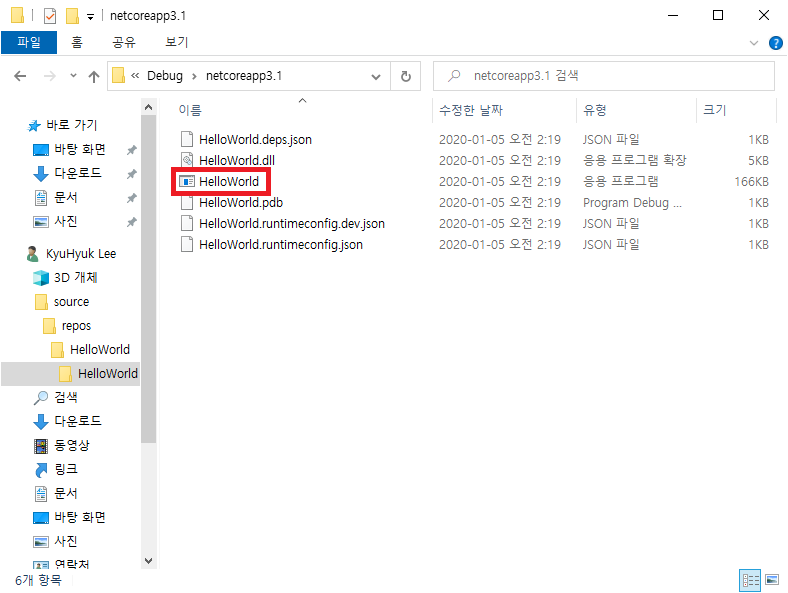 netcoreapp3.1
파일 홈 공유 보기
« Debug › netcoreapp3.1
netcoreapp3.1 검색
이름 수정한 날짜 유형 크기
HelloWorld.deps.json 2020-01-05 오전 2:19 JSON 파일 1KB
HelloWorld.dll 2020-01-05 오전 2:19 응용 프로그램 확장 5KB
HelloWorld 2020-01-05 오전 2:19 응용 프로그램 166KB
HelloWorld.pdb 2020-01-05 오전 2:19 Program Debug ... 1KB
HelloWorld.runtimeconfig.dev.json 2020-01-05 오전 2:19 JSON 파일 1KB
HelloWorld.runtimeconfig.json 2020-01-05 오전 2:19 JSON 파일 1KB
바로 가기
바탕 화면
다운로드
문서
사진
KyuHyuk Lee
3D 개체
source
repos
HelloWorld
HelloWorld
검색
다운로드
동영상
링크
문서
바탕 화면
사진
연락처
6개 항목